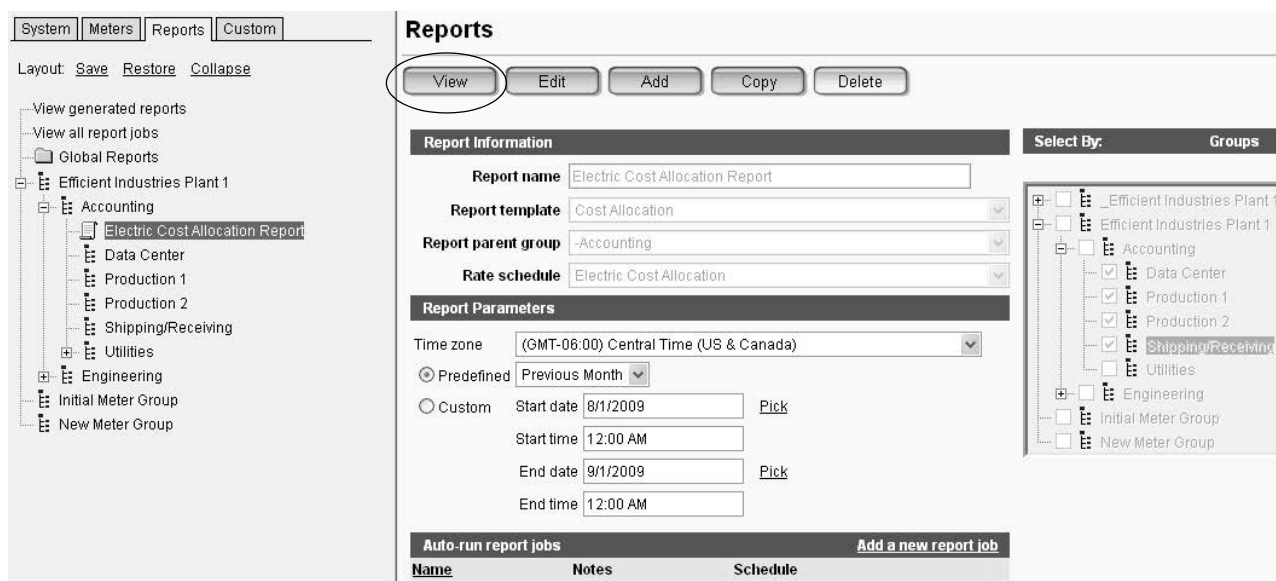 System Meters Reports Custom
Layout: Save Restore Collapse
View generated reports
View all report jobs
Global Reports
Efficient Industries Plant 1
Accounting
Electric Cost Allocation Report
Data Center
Production 1
Production 2
Shipping/Receiving
Utilities
Engineering
Initial Meter Group
New Meter Group
Reports
View Edit Add Copy Delete
Report Information
Report name Electric Cost Allocation Report
Report template Cost Allocation
Report parent group -Accounting
Rate schedule Electric Cost Allocation
Report Parameters
Time zone (GMT-06:00) Central Time (US & Canada)
Predefined Previous Month
Custom Start date 8/1/2009 Pick
Start time 12:00 AM
End date 9/1/2009 Pick
End time 12:00 AM
Auto-run report jobs Add a new report job
Name Notes Schedule
Select By: Groups
_Efficient Industries Plant 1
Efficient Industries Plant 1
Accounting
Data Center
Production 1
Production 2
Shipping/Receiving
Utilities
Engineering
Initial Meter Group
New Meter Group